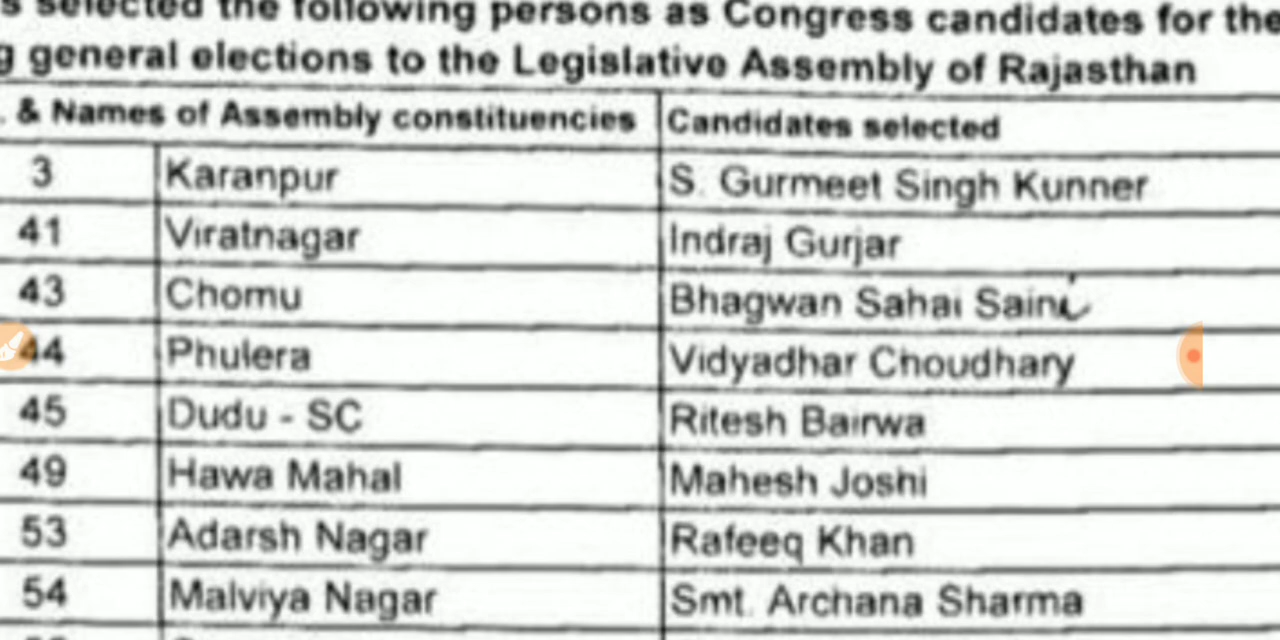 selected the following persons as Congress candidates for the
general elections to the Legislative Assembly of Rajasthan
. & Names of Assembly constituencies Candidates selected
3 Karanpur S. Gurmeet Singh Kunner
41 Viratnagar Indraj Gurjar
43 Chomu Bhagwan Sahai Saini
44 Phulera Vidyadhar Choudhary
45 Dudu - SC Ritesh Bairwa
49 Hawa Mahal Mahesh Joshi
53 Adarsh Nagar Rafeeq Khan
54 Malviya Nagar Smt. Archana Sharma